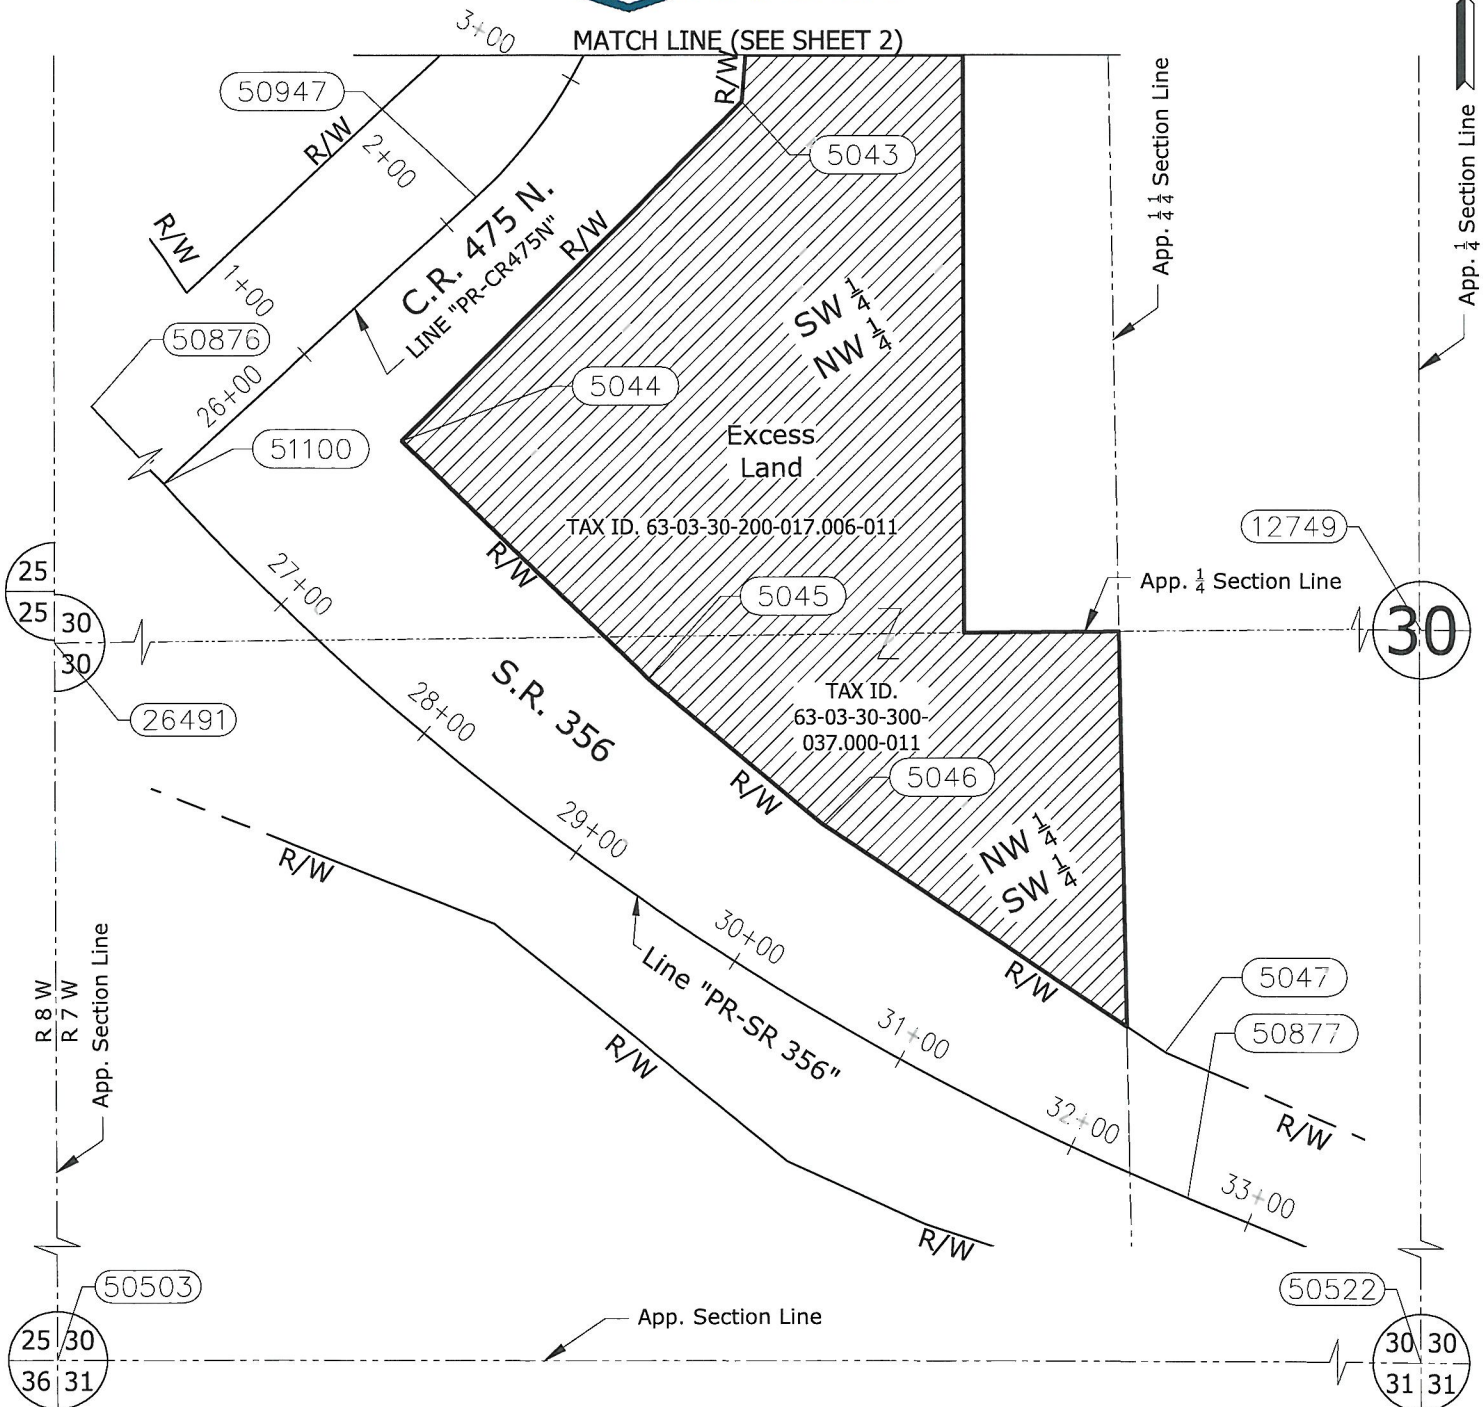 3+00
MATCH LINE (SEE SHEET 2)
50947
R/W
R/W
2+00
5043
App. 1/4 1/4 Section Line
App. 1/4 Section Line
R/W
C.R. 475 N.
LINE "PR-CR475N"
R/W
1+00
50876
SW 1/4
NW 1/4
26+00
5044
51100
Excess
Land
TAX ID. 63-03-30-200-017.006-011
12749
R/W
25
25
30
30
27+00
5045
App. 1/4 Section Line
30
26491
S.R. 356
28+00
TAX ID.
63-03-30-300-
037.000-011
5046
R/W
29+00
R/W
NW 1/4
SW 1/4
30+00
Line "PR-SR 356"
R/W
5047
50877
R 8 W
R 7 W
App. Section Line
31+00
R/W
32+00
R/W
33+00
R/W
50503
50522
App. Section Line
25 30
36 31
30 30
31 31